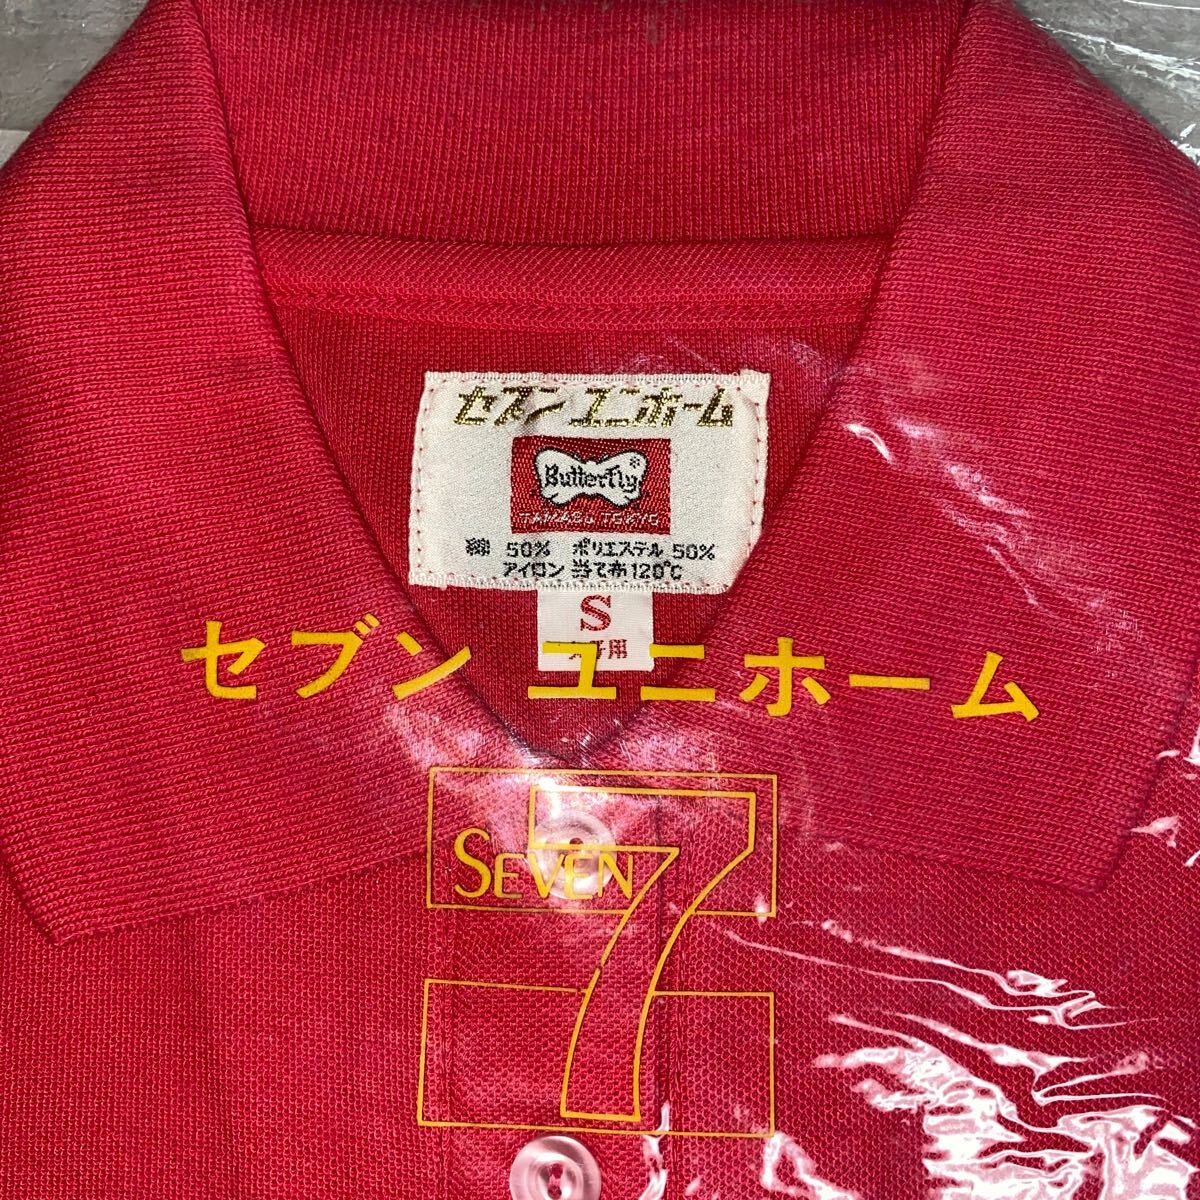 セブン ユニホーム
Butterfly®
TAMASU TOKYO
綿 50% ポリエステル 50%
アイロン 当て布120℃
S
子用
セブン ユニホーム
7
SEVEN